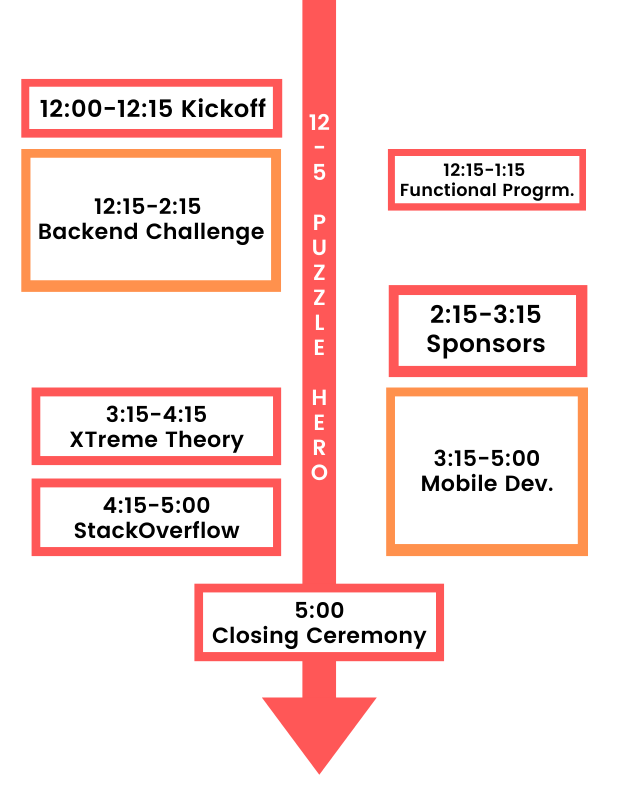 12:00-12:15 Kickoff
12:15-2:15
Backend Challenge
12-5 PUZZLE HERO
12:15-1:15
Functional Progrm.
2:15-3:15
Sponsors
3:15-4:15
XTreme Theory
3:15-5:00
Mobile Dev.
4:15-5:00
StackOverflow
5:00
Closing Ceremony